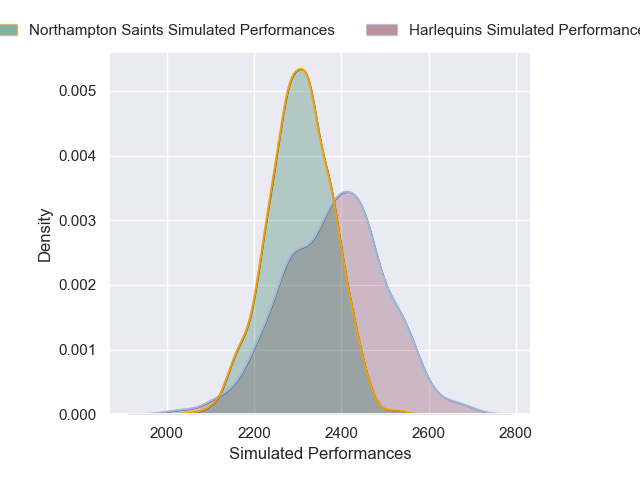 Northampton Saints Simulated Performances Harlequins Simulated Performance
0.005
0.004
0.003
0.002
0.001
0.000
Density
2000 2200 2400 2600 2800
Simulated Performances